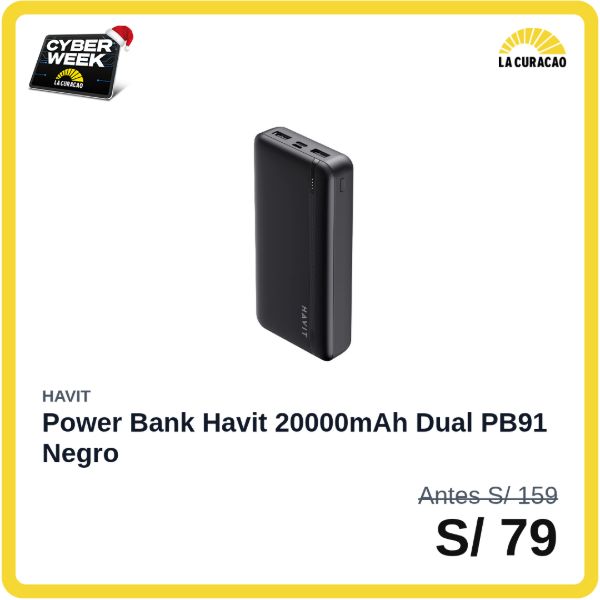 CYBER
WEEK
LA CURACAO
LA CURACAO
HAVIT
HAVIT
Power Bank Havit 20000mAh Dual PB91
Negro
Antes S/ 159
S/ 79